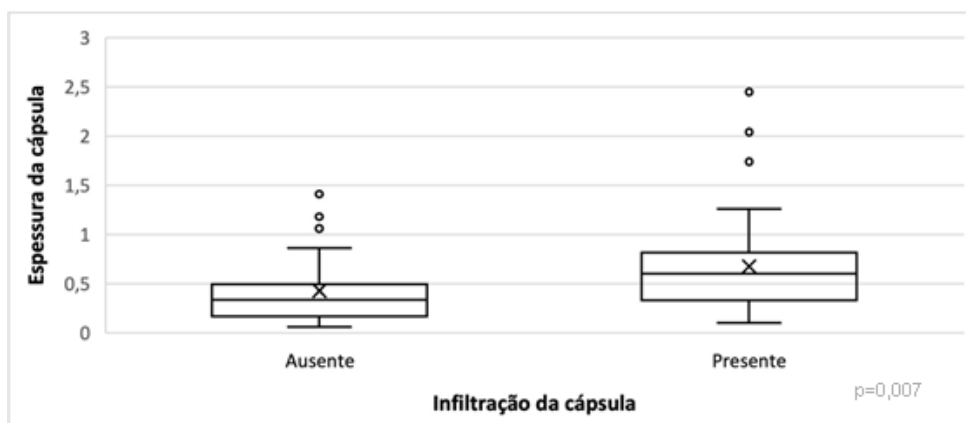 3
2,5
2
1,5
1
0,5
0
Espessura da cápsula
Ausente
Presente
Infiltração da cápsula
p=0,007